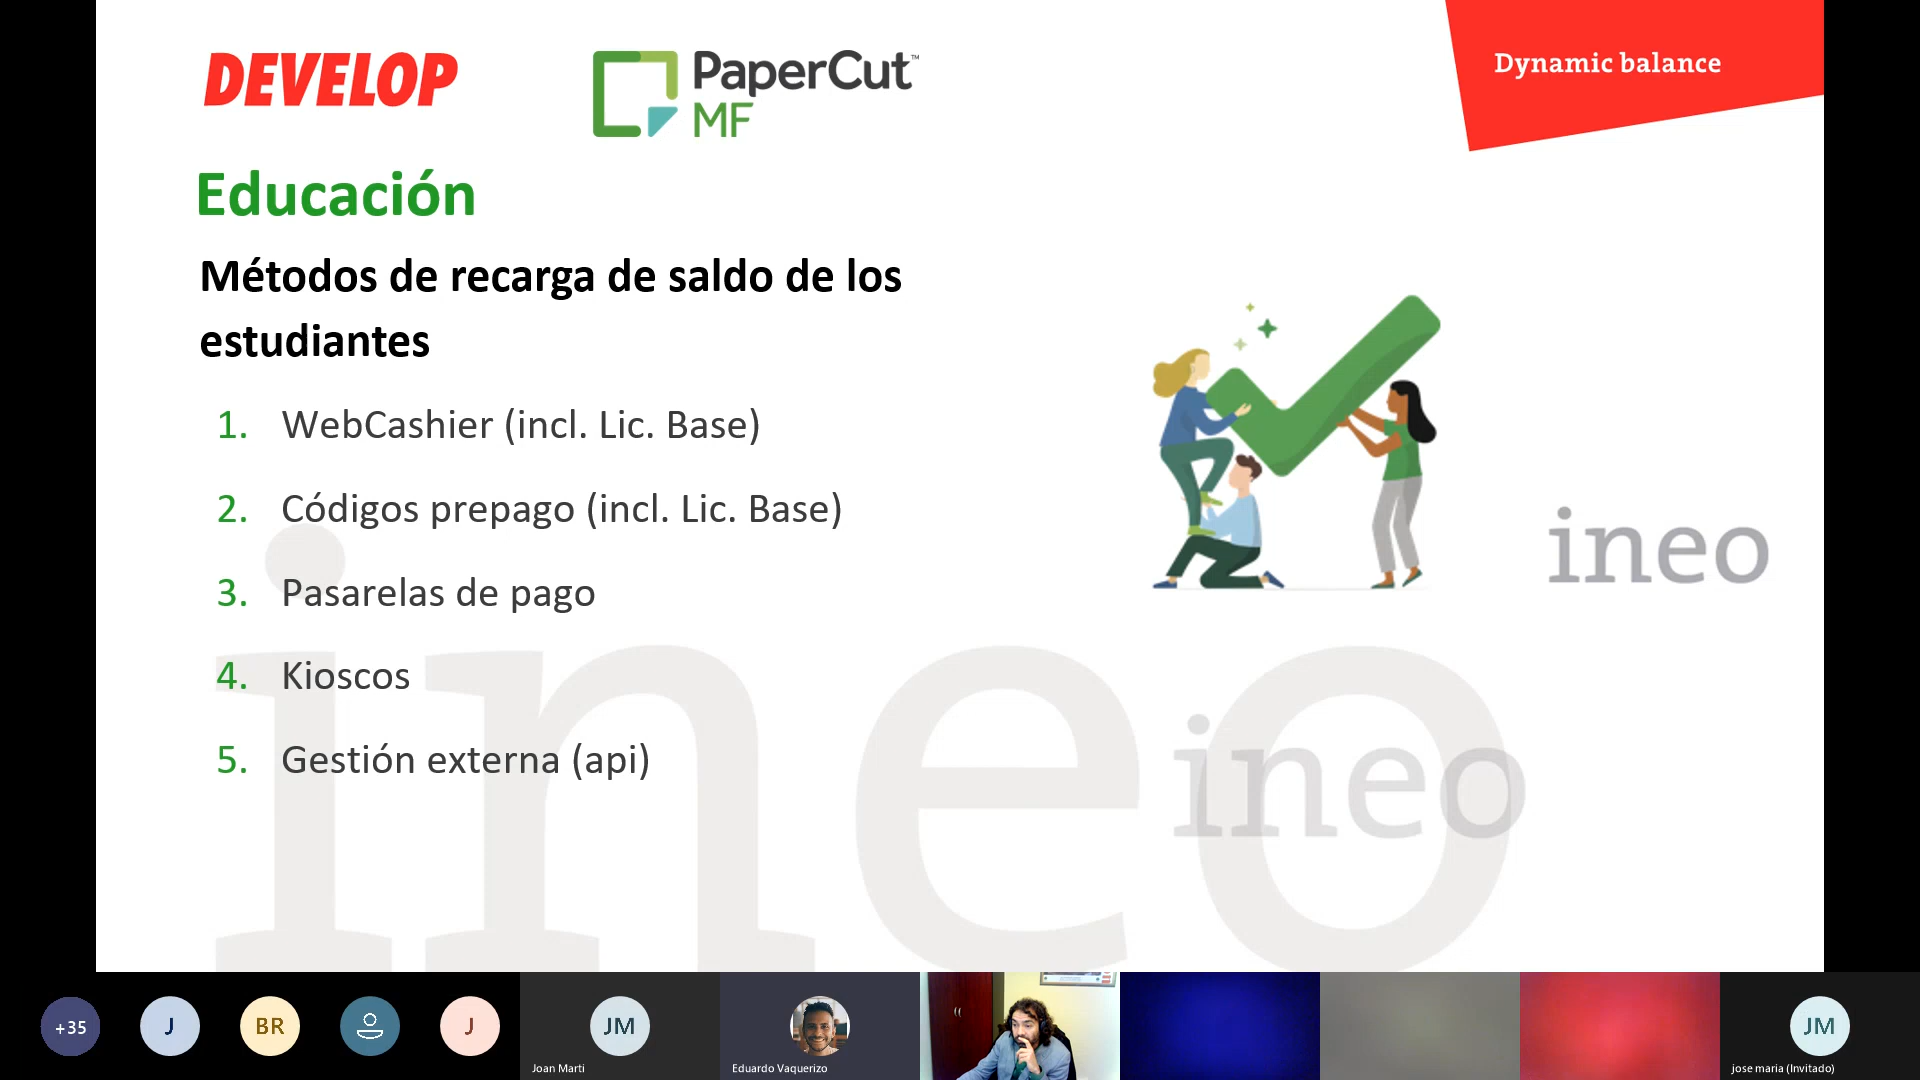 DEVELOP
PaperCut™
MF
Dynamic balance
Educación
Métodos de recarga de saldo de los
estudiantes
1. WebCashier (incl. Lic. Base)
2. Códigos prepago (incl. Lic. Base)
3. Pasarelas de pago
4. Kioscos
5. Gestión externa (api)
ineo
ineo
ineo
+35
J
BR
J
JM
Joan Marti
Eduardo Vaquerizo
JM
jose maria (Invitado)